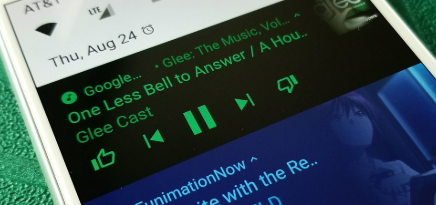 AT&T
LTE
Thu, Aug 24
Google... • Glee: The Music, Vol... ^
One Less Bell to Answer / A Hou..
Glee Cast
FunimationNow ^
with the Re..